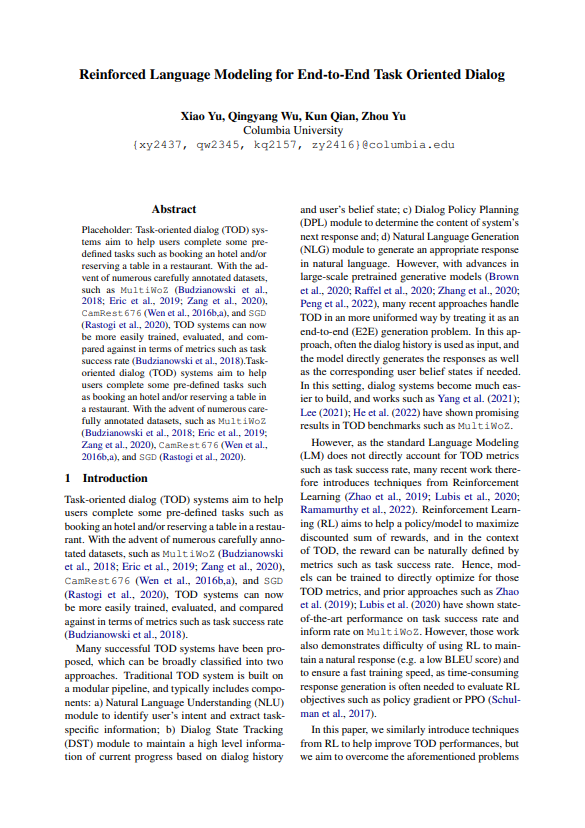 Reinforced Language Modeling for End-to-End Task Oriented Dialog
Xiao Yu, Qingyang Wu, Kun Qian, Zhou Yu
Columbia University
{xy2437, qw2345, kq2157, zy2416}@columbia.edu
Abstract
Placeholder: Task-oriented dialog (TOD) sys-
tems aim to help users complete some pre-
defined tasks such as booking an hotel and/or
reserving a table in a restaurant. With the ad-
vent of numerous carefully annotated datasets,
such as MultiWoZ (Budzianowski et al.,
2018; Eric et al., 2019; Zang et al., 2020),
CamRest676 (Wen et al., 2016b,a), and SGD
(Rastogi et al., 2020), TOD systems can now
be more easily trained, evaluated, and com-
pared against in terms of metrics such as task
success rate (Budzianowski et al., 2018).Task-
oriented dialog (TOD) systems aim to help
users complete some pre-defined tasks such
as booking an hotel and/or reserving a table in
a restaurant. With the advent of numerous care-
fully annotated datasets, such as MultiWoZ
(Budzianowski et al., 2018; Eric et al., 2019;
Zang et al., 2020), CamRest676 (Wen et al.,
2016b,a), and SGD (Rastogi et al., 2020).
1 Introduction
Task-oriented dialog (TOD) systems aim to help
users complete some pre-defined tasks such as
booking an hotel and/or reserving a table in a restau-
rant. With the advent of numerous carefully anno-
tated datasets, such as MultiWoZ (Budzianowski
et al., 2018; Eric et al., 2019; Zang et al., 2020),
CamRest676 (Wen et al., 2016b,a), and SGD
(Rastogi et al., 2020), TOD systems can now
be more easily trained, evaluated, and compared
against in terms of metrics such as task success rate
(Budzianowski et al., 2018).
Many successful TOD systems have been pro-
posed, which can be broadly classified into two
approaches. Traditional TOD system is built on
a modular pipeline, and typically includes compo-
nents: a) Natural Language Understanding (NLU)
module to identify user's intent and extract task-
specific information; b) Dialog State Tracking
(DST) module to maintain a high level informa-
tion of current progress based on dialog history
and user's belief state; c) Dialog Policy Planning
(DPL) module to determine the content of system's
next response and; d) Natural Language Generation
(NLG) module to generate an appropriate response
in natural language. However, with advances in
large-scale pretrained generative models (Brown
et al., 2020; Raffel et al., 2020; Zhang et al., 2020;
Peng et al., 2022), many recent approaches handle
TOD in an more uniformed way by treating it as an
end-to-end (E2E) generation problem. In this ap-
proach, often the dialog history is used as input, and
the model directly generates the responses as well
as the corresponding user belief states if needed.
In this setting, dialog systems become much eas-
ier to build, and works such as Yang et al. (2021);
Lee (2021); He et al. (2022) have shown promising
results in TOD benchmarks such as MultiWoZ.
However, as the standard Language Modeling
(LM) does not directly account for TOD metrics
such as task success rate, many recent work there-
fore introduces techniques from Reinforcement
Learning (Zhao et al., 2019; Lubis et al., 2020;
Ramamurthy et al., 2022). Reinforcement Learn-
ing (RL) aims to help a policy/model to maximize
discounted sum of rewards, and in the context
of TOD, the reward can be naturally defined by
metrics such as task success rate. Hence, mod-
els can be trained to directly optimize for those
TOD metrics, and prior approaches such as Zhao
et al. (2019); Lubis et al. (2020) have shown state-
of-the-art performance on task success rate and
inform rate on MultiWoZ. However, those work
also demonstrates difficulty of using RL to main-
tain a natural response (e.g. a low BLEU score) and
to ensure a fast training speed, as time-consuming
response generation is often needed to evaluate RL
objectives such as policy gradient or PPO (Schul-
man et al., 2017).
In this paper, we similarly introduce techniques
from RL to help improve TOD performances, but
we aim to overcome the aforementioned problems